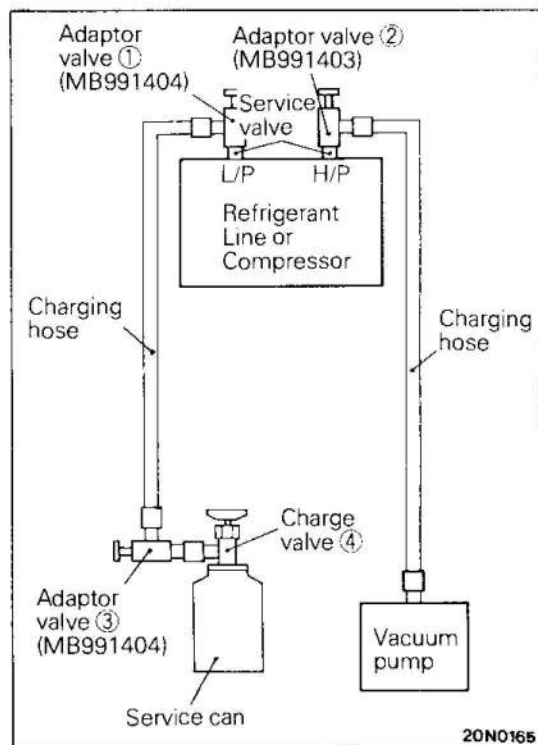 Adaptor
valve ①
(MB991404)
Adaptor
valve ②
(MB991403)
Service
valve
L/P
H/P
Refrigerant
Line or
Compressor
Charging
hose
Charging
hose
Charge
valve ④
Adaptor
valve ③
(MB991404)
Service can
Vacuum
pump
20N0165